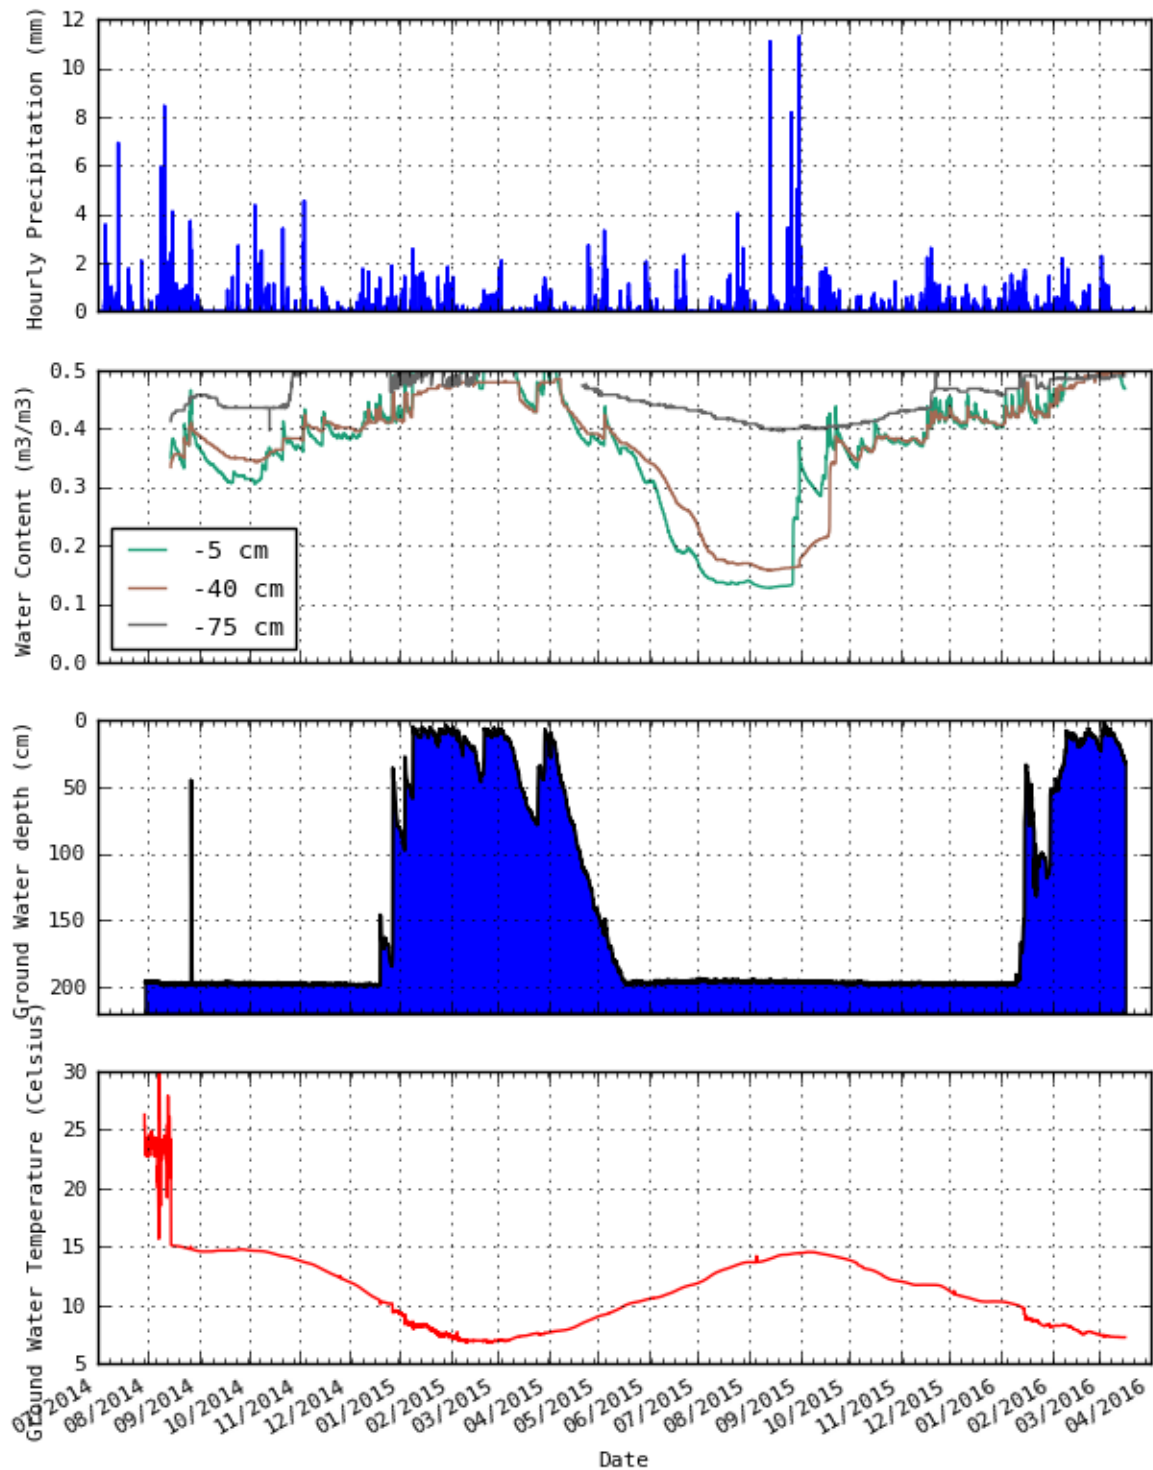 Hourly Precipitation (mm)
12
10
8
6
4
2
0
Water Content (m3/m3)
0.5
0.4
0.3
0.2
0.1
0.0
-5 cm
-40 cm
-75 cm
Ground Water depth (cm)
0
50
100
150
200
Ground Water Temperature (Celsius)
30
25
20
15
10
5
07/2014 08/2014 09/2014 10/2014 11/2014 12/2014 01/2015 02/2015 03/2015 04/2015 05/2015 06/2015 07/2015 08/2015 09/2015 10/2015 11/2015 12/2015 01/2016 02/2016 03/2016 04/2016
Date